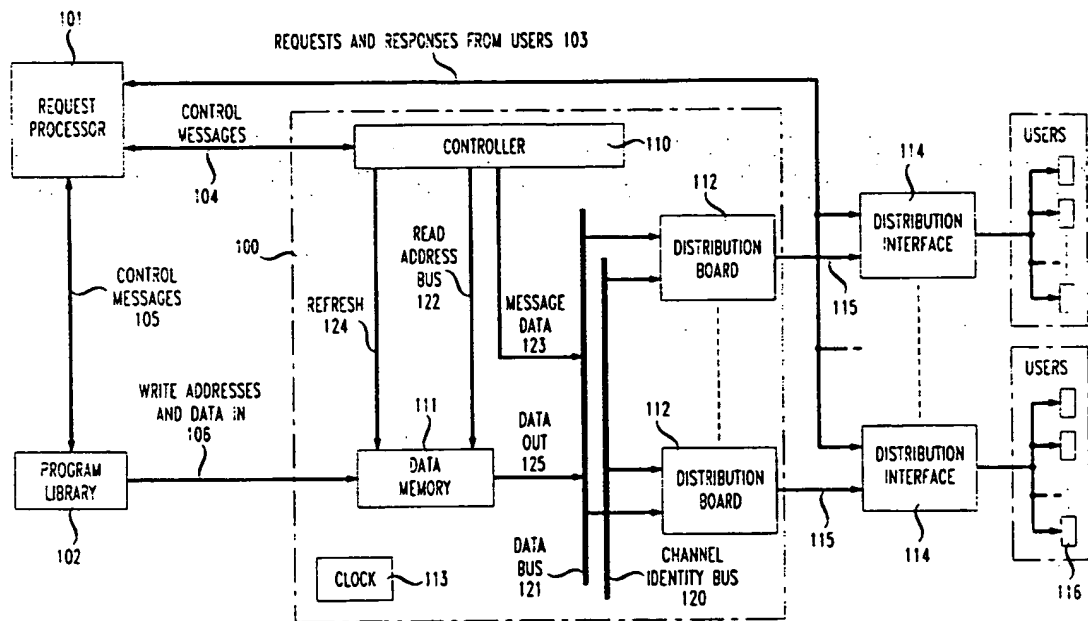 101
REQUESTS AND RESPONSES FROM USERS 103
REQUEST
PROCESSOR
CONTROL
MESSAGES
104
CONTROLLER
110
USERS
114
112
DISTRIBUTION
INTERFACE
DISTRIBUTION
BOARD
100
READ
ADDRESS
BUS
122
CONTROL
MESSAGES
105
REFRESH
124
MESSAGE
DATA
123
115
USERS
WRITE ADDRESSES
AND DATA IN
106
111
DATA
OUT
125
112
PROGRAM
LIBRARY
DATA
MEMORY
DISTRIBUTION
BOARD
DISTRIBUTION
INTERFACE
102
115
114
CLOCK
113
DATA
BUS
121
CHANNEL
IDENTITY BUS
120
116